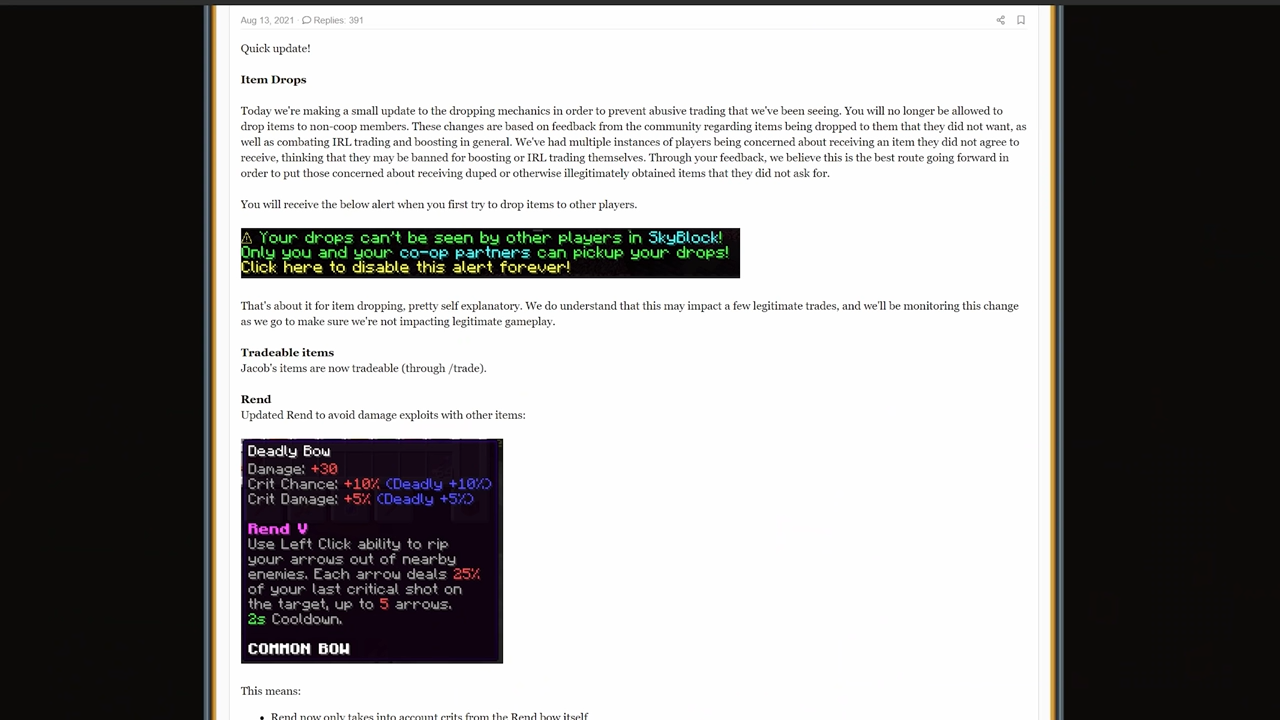 Aug 13, 2021 · Replies: 391
Quick update!
Item Drops
Today we're making a small update to the dropping mechanics in order to prevent abusive trading that we've been seeing. You will no longer be allowed to
drop items to non-coop members. These changes are based on feedback from the community regarding items being dropped to them that they did not want, as
well as combating IRL trading and boosting in general. We've had multiple instances of players being concerned about receiving an item they did not agree to
receive, thinking that they may be banned for boosting or IRL trading themselves. Through your feedback, we believe this is the best route going forward in
order to put those concerned about receiving duped or otherwise illegitimately obtained items that they did not ask for.
You will receive the below alert when you first try to drop items to other players.
⚠ Your drops can't be seen by other players in SkyBlock!
Only you and your co-op partners can pickup your drops!
Click here to disable this alert forever!
That's about it for item dropping, pretty self explanatory. We do understand that this may impact a few legitimate trades, and we'll be monitoring this change
as we go to make sure we're not impacting legitimate gameplay.
Tradeable items
Jacob's items are now tradeable (through /trade).
Rend
Updated Rend to avoid damage exploits with other items:
Deadly Bow
Damage: +30
Crit Chance: +10% (Deadly +10%)
Crit Damage: +5% (Deadly +5%)
Rend V
Use Left Click ability to rip
your arrows out of nearby
enemies. Each arrow deals 25%
of your last critical shot on
the target, up to 5 arrows.
2s Cooldown.
COMMON BOW
This means:
• Rend now only takes into account crits from the Rend bow itself